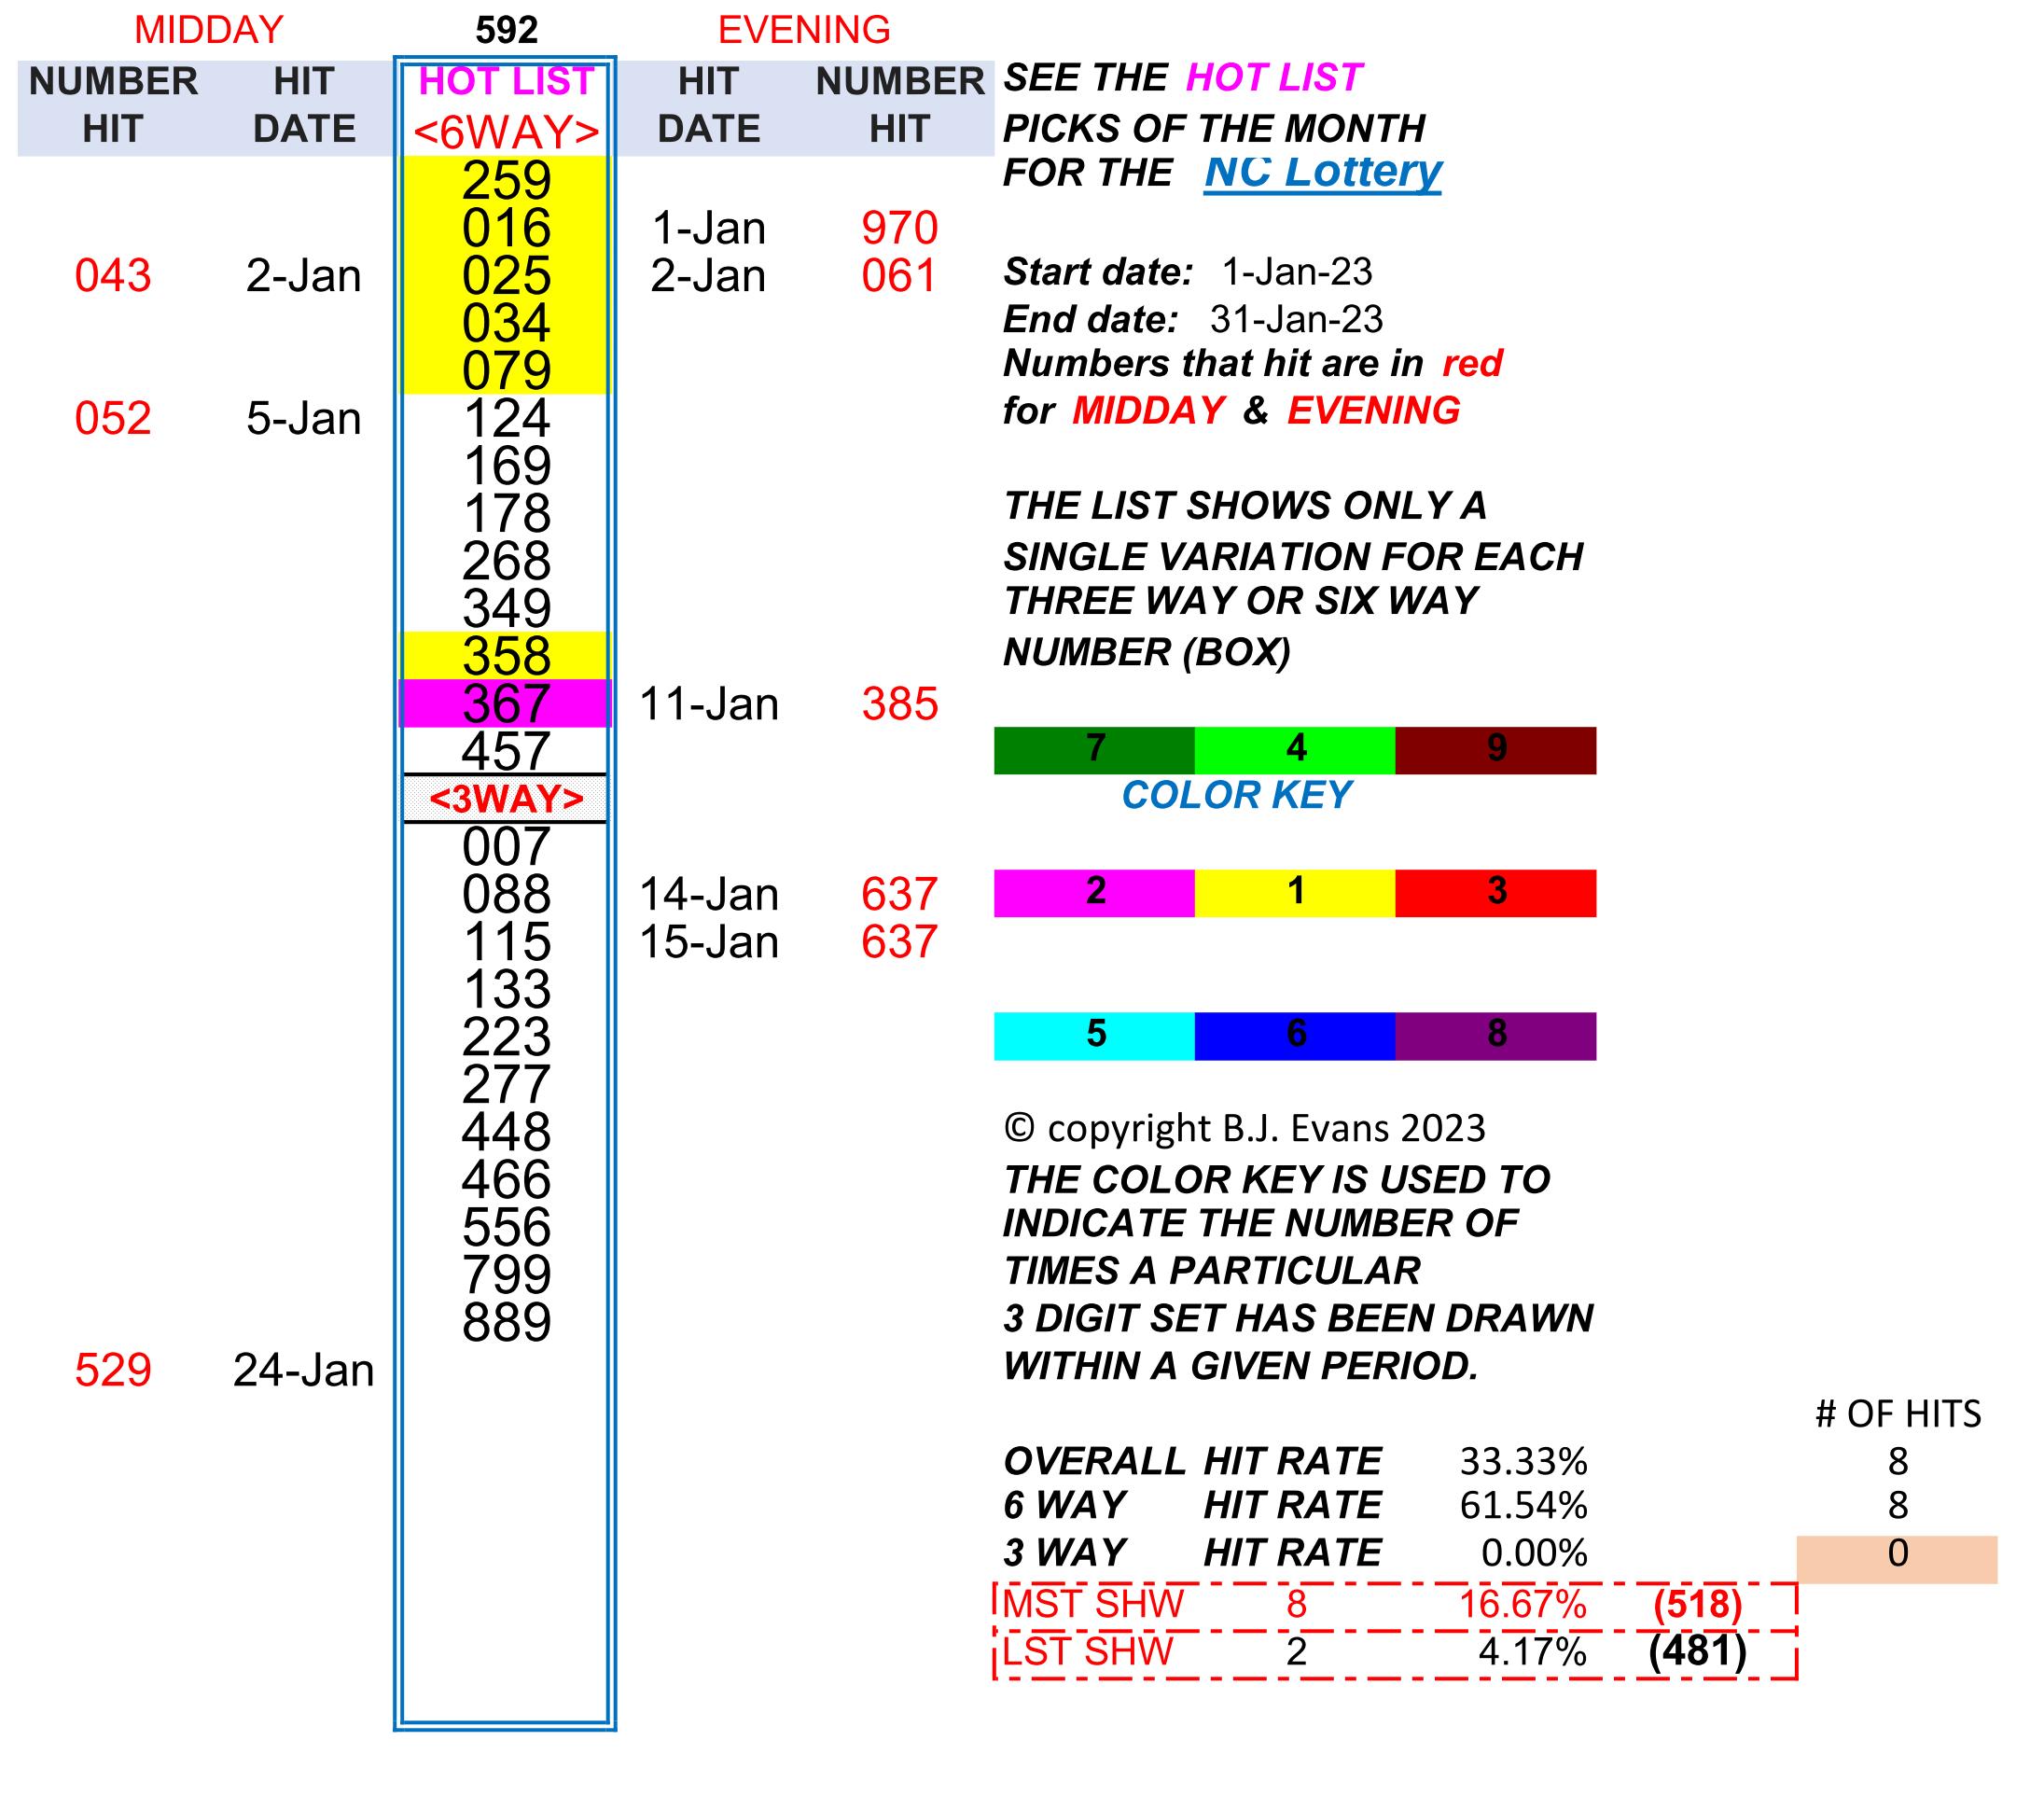 MIDDAY 592 EVENING
NUMBER HIT HOT LIST HIT NUMBER
HIT DATE <6WAY> DATE HIT
259
016 1-Jan 970
043 2-Jan 025 2-Jan 061
034
079
052 5-Jan 124
169
178
268
349
358
367 11-Jan 385
457
<3WAY>
007
088 14-Jan 637
115 15-Jan 637
133
223
277
448
466
556
799
889
529 24-Jan
SEE THE HOT LIST
PICKS OF THE MONTH
FOR THE NC Lottery
Start date: 1-Jan-23
End date: 31-Jan-23
Numbers that hit are in red
for MIDDAY & EVENING
THE LIST SHOWS ONLY A
SINGLE VARIATION FOR EACH
THREE WAY OR SIX WAY
NUMBER (BOX)
7 4 9
COLOR KEY
2 1 3
5 6 8
© copyright B.J. Evans 2023
THE COLOR KEY IS USED TO
INDICATE THE NUMBER OF
TIMES A PARTICULAR
3 DIGIT SET HAS BEEN DRAWN
WITHIN A GIVEN PERIOD.
# OF HITS
OVERALL HIT RATE 33.33% 8
6 WAY HIT RATE 61.54% 8
3 WAY HIT RATE 0.00% 0
MST SHW 8 16.67% (518)
LST SHW 2 4.17% (481)